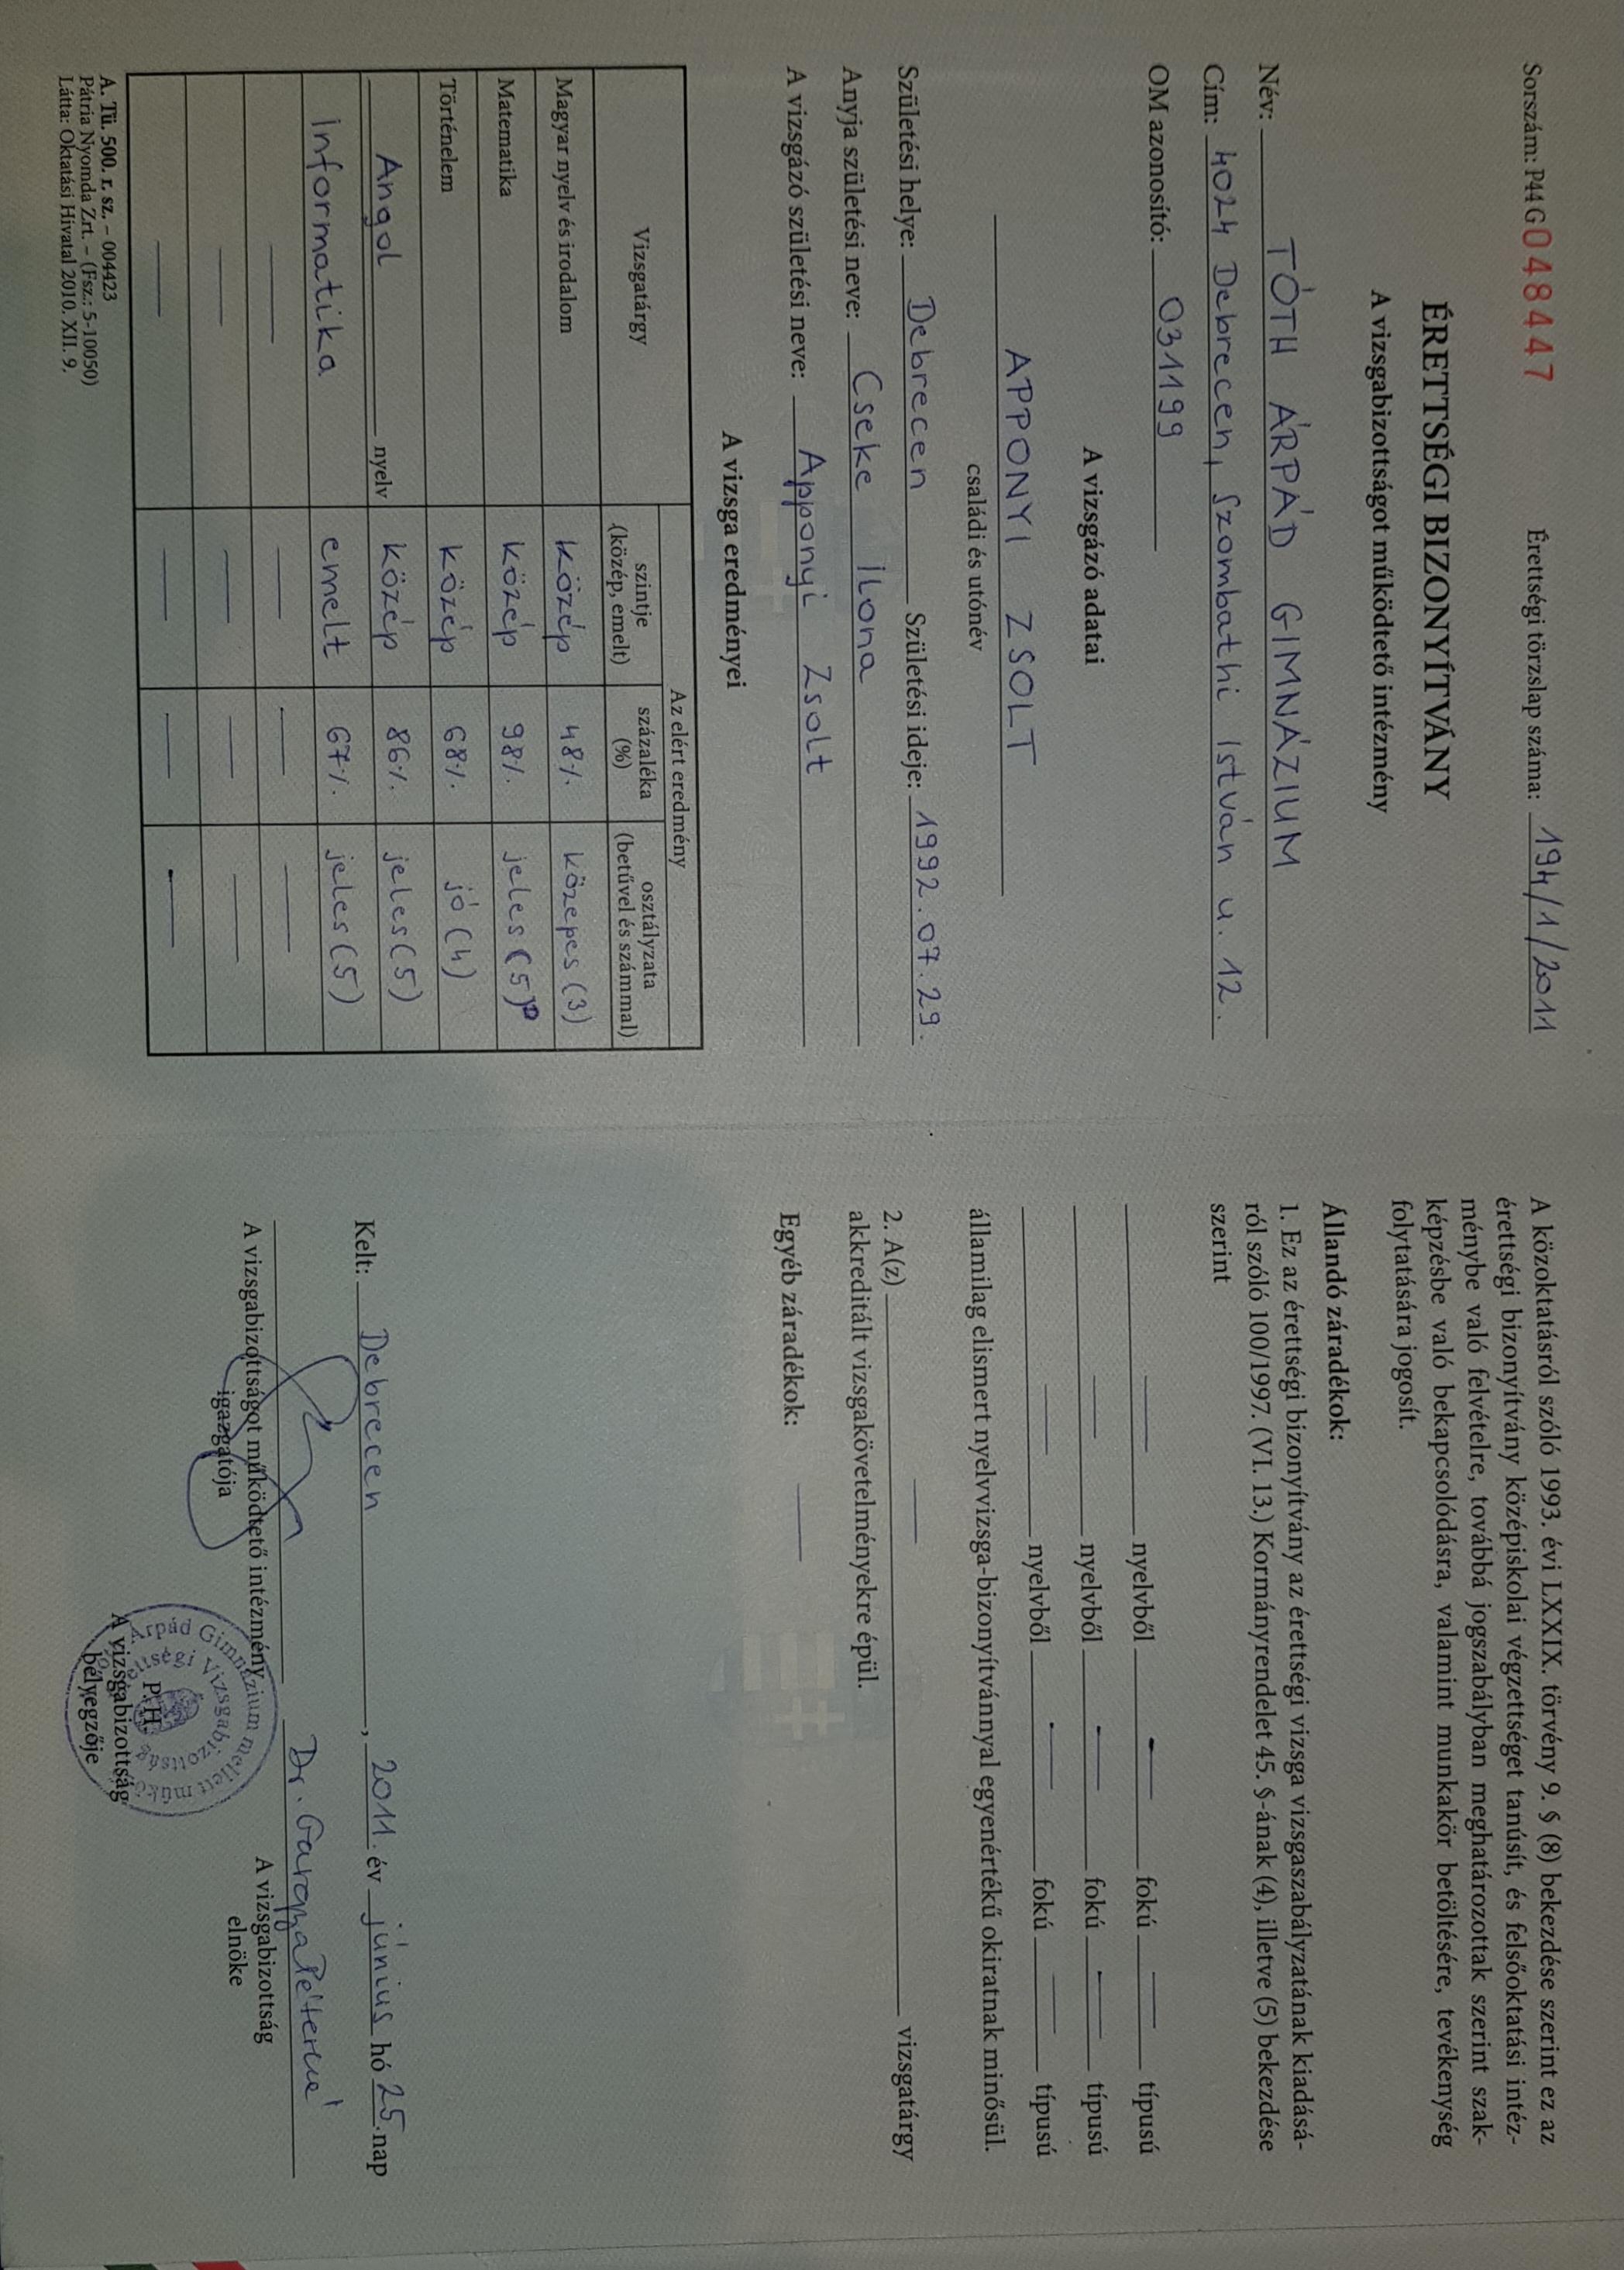 Sorszám: P44 G048447 Érettségi törzslap száma: 194/1/2011
ÉRETTSÉGI BIZONYÍTVÁNY
A vizsgabizottságot működtető intézmény
Név: TÓTH ÁRPÁD GIMNÁZIUM
Cím: 4024 Debrecen, Szombathi István u. 12.
OM azonosító: 031199
A vizsgázó adatai
APPONYI ZSOLT
családi és utónév
Születési helye: Debrecen Születési ideje: 1992.07.29.
Anyja születési neve: Cseke Ilona
A vizsgázó születési neve: Apponyi Zsolt
A vizsga eredményei
Vizsgatárgy Az elért eredmény
szintje (közép, emelt) százaléka (%) osztályzata (betűvel és számmal)
Magyar nyelv és irodalom közép 48% közepes (3)
Matematika közép 98% jeles (5)
Történelem közép 68% jó (4)
Angol nyelv közép 86% jeles (5)
informatika emelt 67% jeles (5)
A. Tü. 500. r. sz. – 004423
Pátria Nyomda Zrt. – (Fsz.: 5-10050)
Látta: Oktatási Hivatal 2010. XII. 9.
A közoktatásról szóló 1993. évi LXXIX. törvény 9. § (8) bekezdése szerint ez az
érettségi bizonyítvány középiskolai végzettséget tanúsít, és felsőoktatási intéz-
ménybe való felvételre, továbbá jogszabályban meghatározottak szerint szak-
képzésbe való bekapcsolódásra, valamint munkakör betöltésére, tevékenység
folytatására jogosít.
Állandó záradékok:
1. Ez az érettségi bizonyítvány az érettségi vizsga vizsgaszabályzatának kiadásá-
ról szóló 100/1997. (VI. 13.) Kormányrendelet 45. §-ának (4), illetve (5) bekezdése
szerint
nyelvből fokú típusú
nyelvből fokú típusú
nyelvből fokú típusú
államilag elismert nyelvvizsga-bizonyítvánnyal egyenértékű okiratnak minősül.
2. A(z) vizsgatárgy
akkreditált vizsgakövetelményekre épül.
Egyéb záradékok:
Kelt: Debrecen, 2011. év június hó 25. nap
Dr. Péterné
A vizsgabizottságot működtető intézmény
igazgatója
A vizsgabizottság
elnöke
P.H.
A vizsgabizottság
bélyegzője
Árpád Gimnázium mellett
Vizsgabizottság